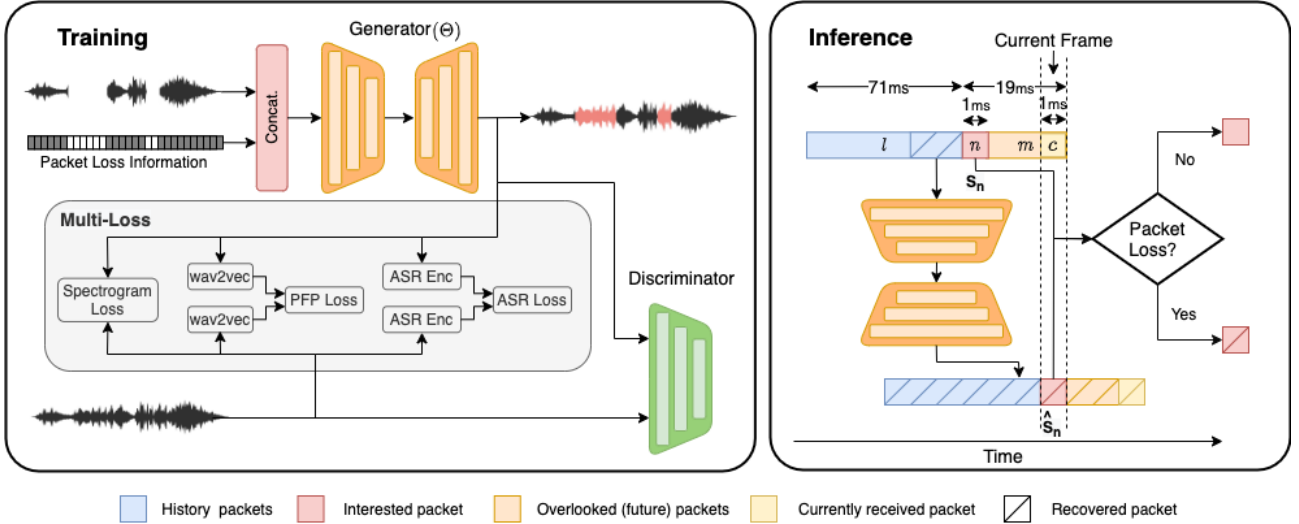 Training
Generator(Θ)
Concat.
Packet Loss Information
Multi-Loss
Spectrogram
Loss
wav2vec
wav2vec
PFP Loss
ASR Enc
ASR Enc
ASR Loss
Discriminator
Inference
Current Frame
71ms
19ms
1ms
1ms
l
n
m
c
Sn
No
Packet
Loss?
Yes
Ŝn
Time
History packets
Interested packet
Overlooked (future) packets
Currently received packet
Recovered packet